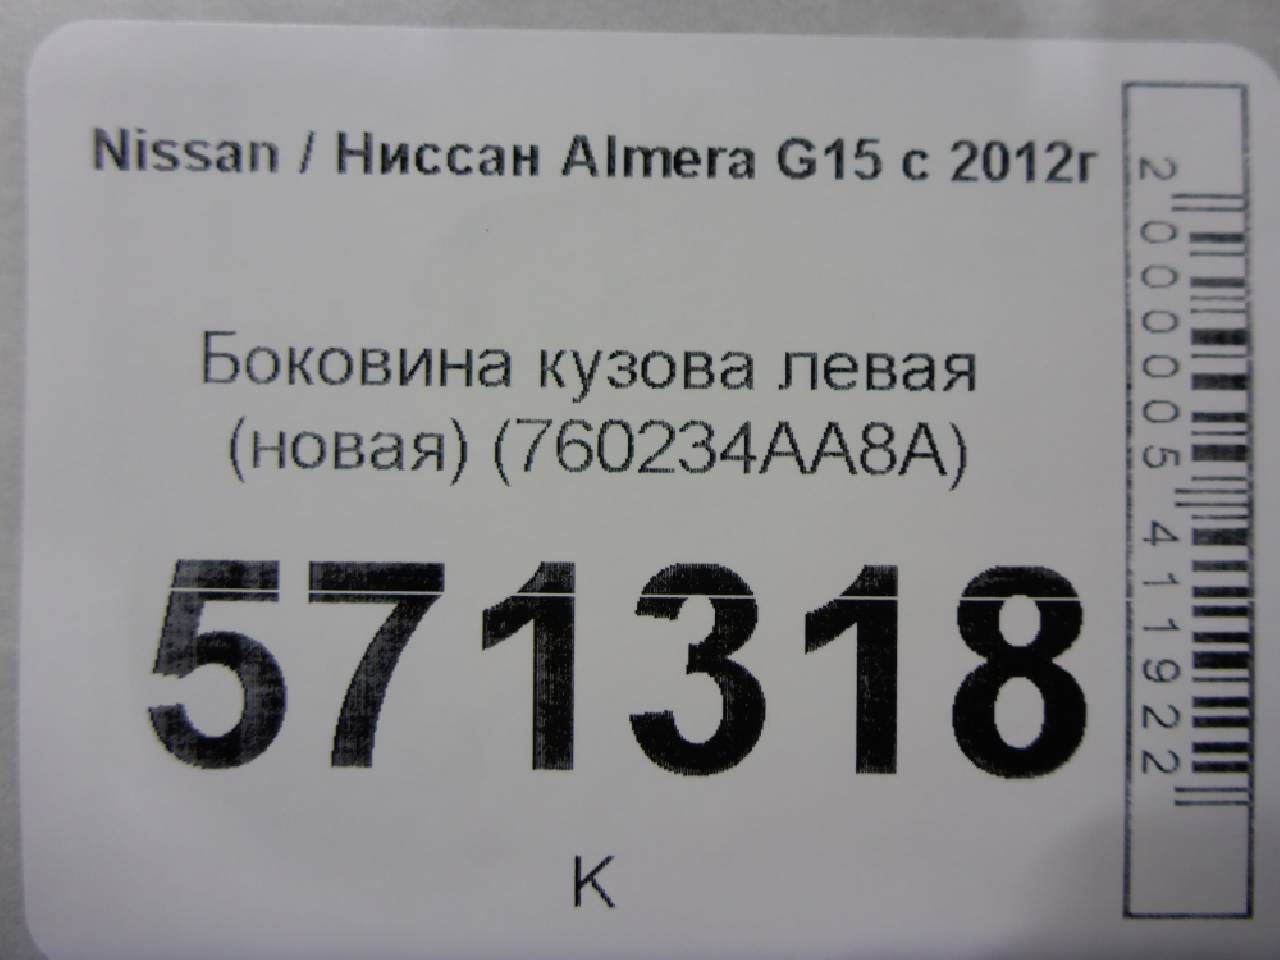 Nissan / Ниссан Almera G15 с 2012г
Боковина кузова левая
(новая) (760234AA8A)
571318
К
2000005411922